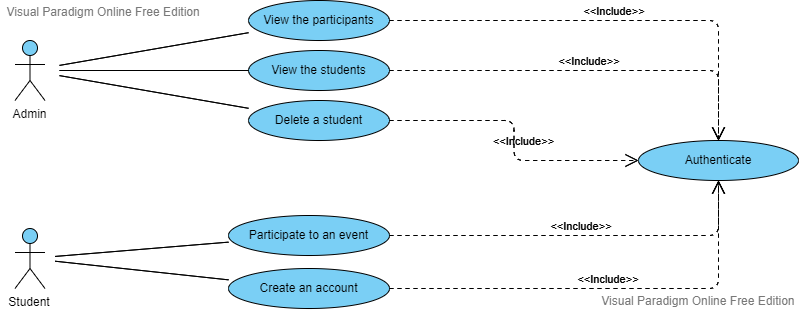 Visual Paradigm Online Free Edition
View the participants
<<Include>>
View the students
<<Include>>
Admin
Delete a student
<<Include>>
Authenticate
Participate to an event
<<Include>>
Create an account
<<Include>>
Student
Visual Paradigm Online Free Edition